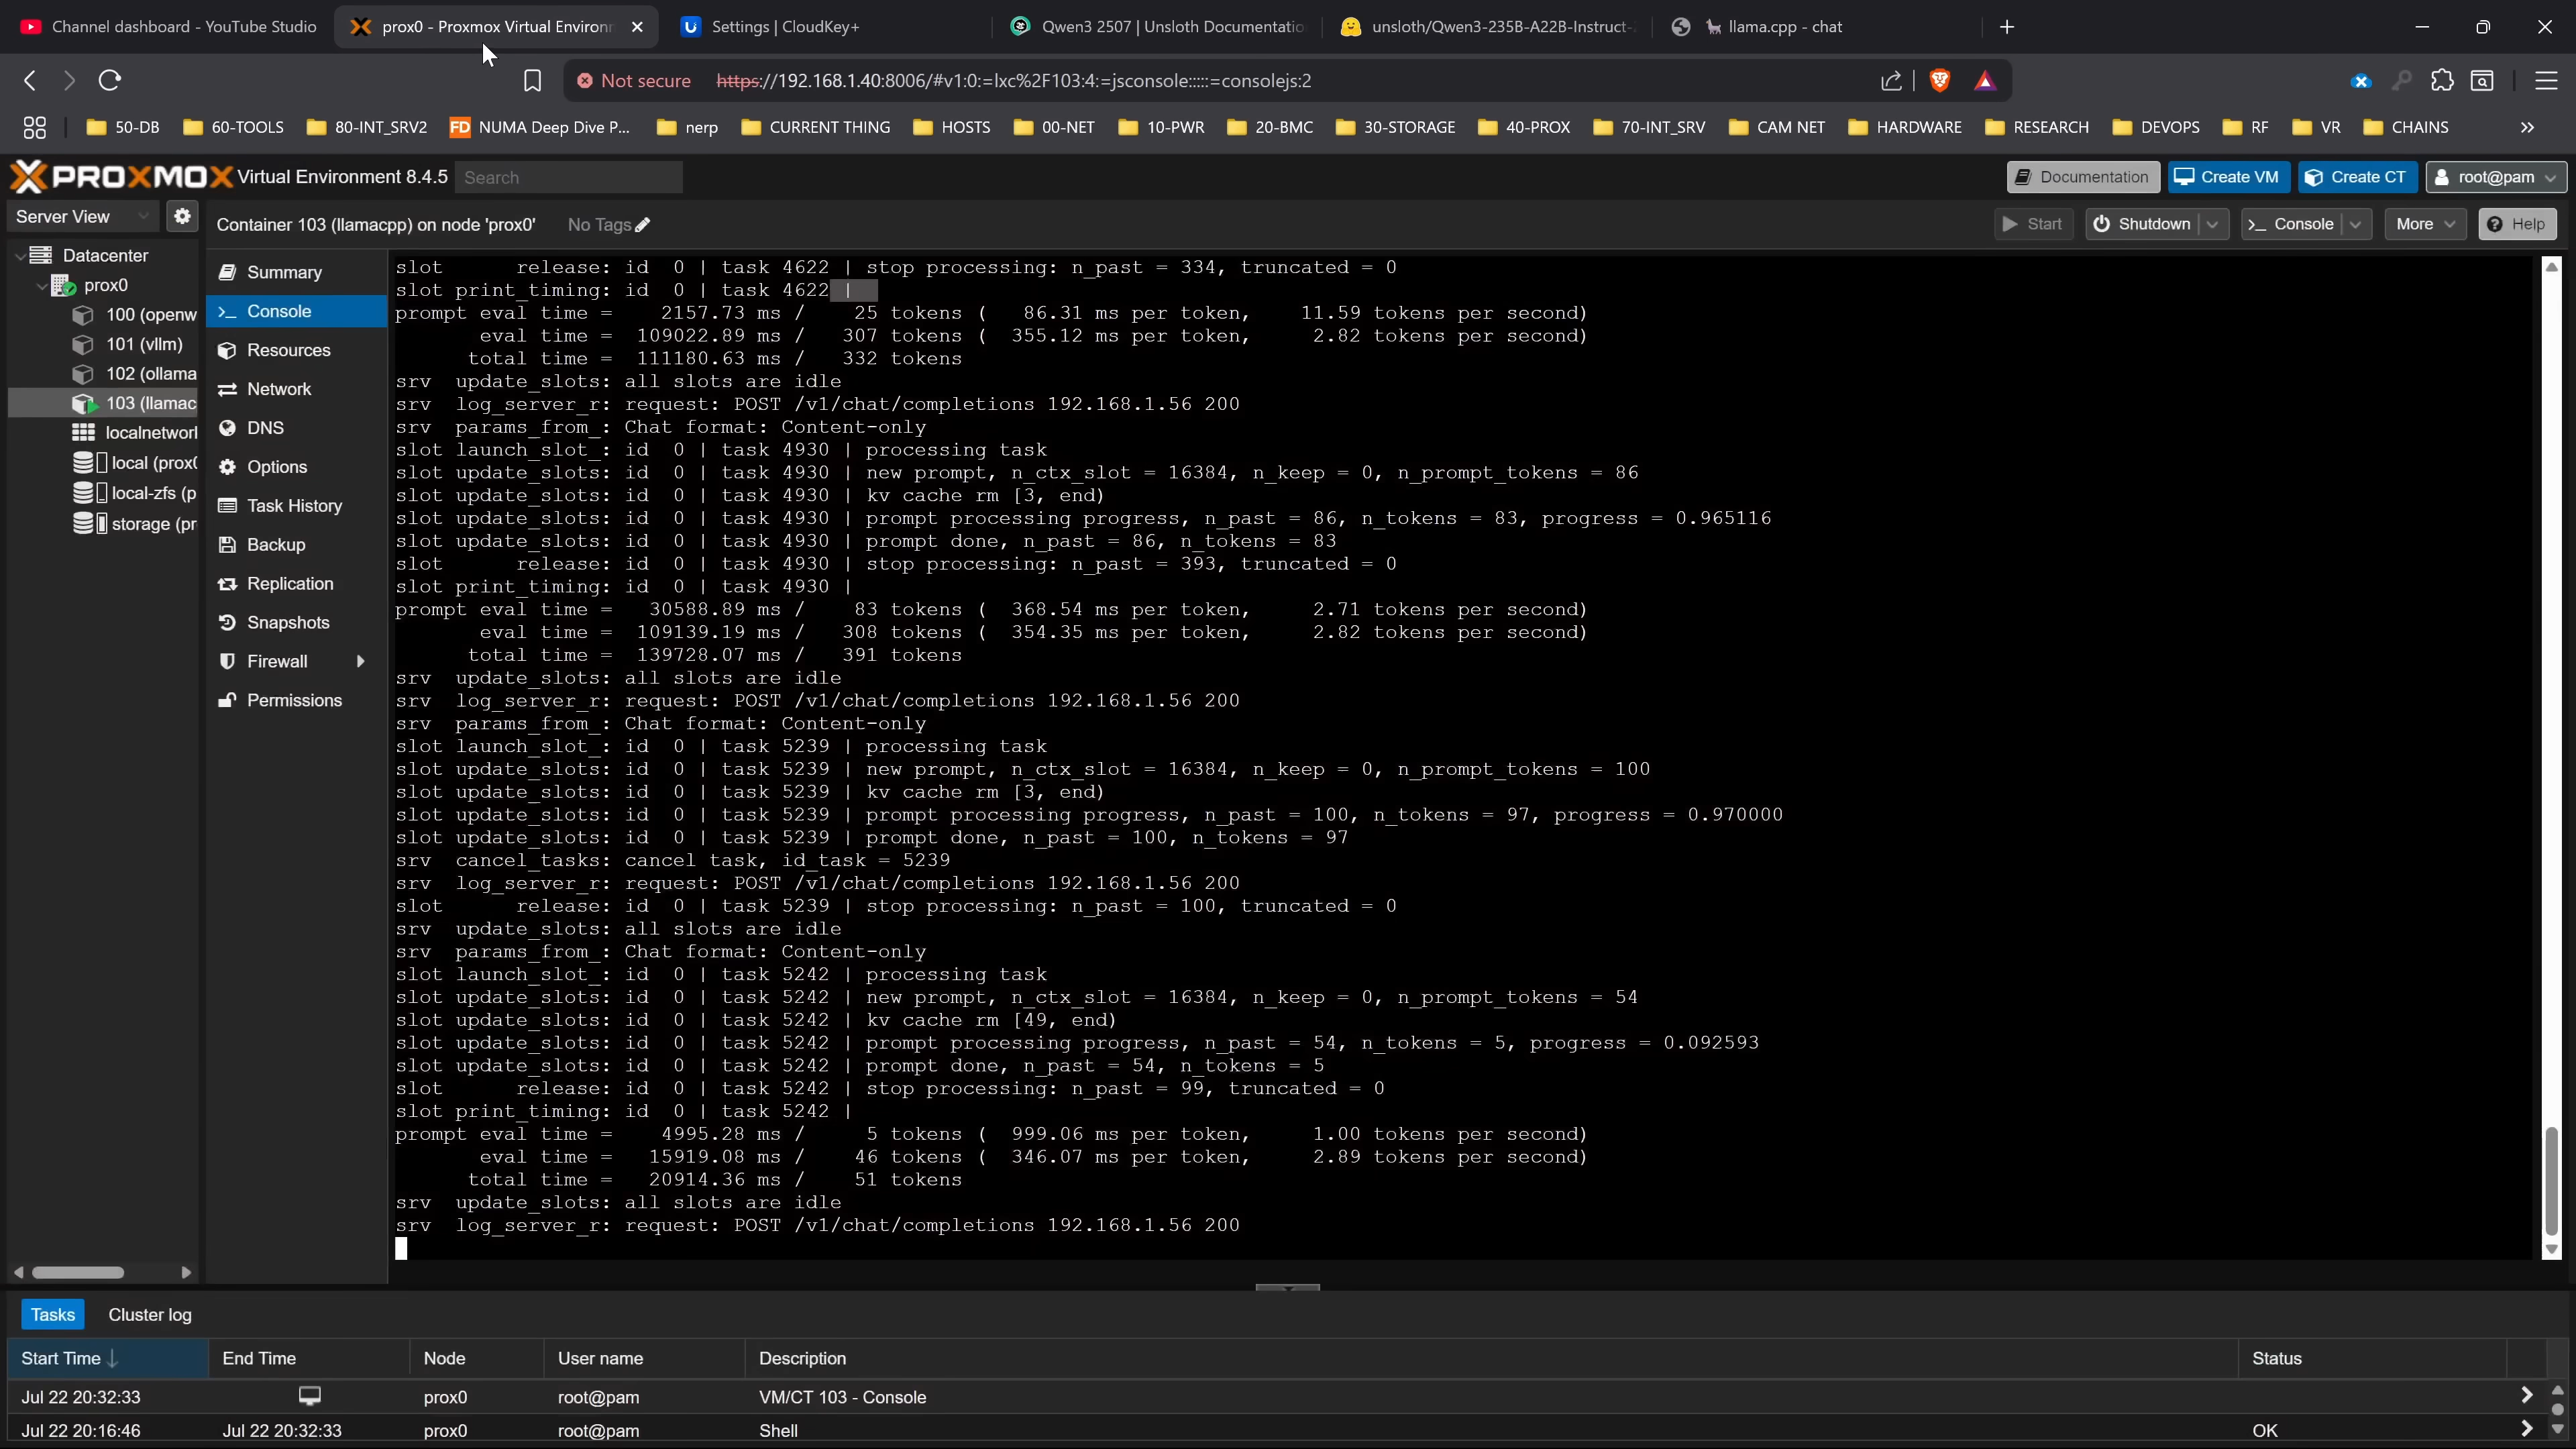 Channel dashboard - YouTube Studio
prox0 - Proxmox Virtual Environ
Settings | CloudKey+
Qwen3 2507 | Unsloth Documentatio
unsloth/Qwen3-235B-A22B-Instruct-
llama.cpp - chat
Not secure
https://192.168.1.40:8006/#v1:0:=lxc%2F103:4:=jsconsole:::::=consolejs:2
50-DB
60-TOOLS
80-INT_SRV2
FD NUMA Deep Dive P...
nerp
CURRENT THING
HOSTS
00-NET
10-PWR
20-BMC
30-STORAGE
40-PROX
70-INT_SRV
CAM NET
HARDWARE
RESEARCH
DEVOPS
RF
VR
CHAINS
PROXMOX Virtual Environment 8.4.5
Search
Documentation
Create VM
Create CT
root@pam
Server View
Container 103 (llamacpp) on node 'prox0'
No Tags
Start
Shutdown
Console
More
Help
Datacenter
prox0
100 (openw
101 (vllm)
102 (ollama
103 (llamac
localnetworl
local (prox0
local-zfs (p
storage (pr
Summary
Console
Resources
Network
DNS
Options
Task History
Backup
Replication
Snapshots
Firewall
Permissions
slot      release: id  0 | task 4622 | stop processing: n_past = 334, truncated = 0
slot print_timing: id  0 | task 4622 |
prompt eval time =    2157.73 ms /    25 tokens (   86.31 ms per token,    11.59 tokens per second)
       eval time =  109022.89 ms /   307 tokens (  355.12 ms per token,     2.82 tokens per second)
      total time =  111180.63 ms /   332 tokens
srv  update_slots: all slots are idle
srv  log_server_r: request: POST /v1/chat/completions 192.168.1.56 200
srv  params_from_: Chat format: Content-only
slot launch_slot_: id  0 | task 4930 | processing task
slot update_slots: id  0 | task 4930 | new prompt, n_ctx_slot = 16384, n_keep = 0, n_prompt_tokens = 86
slot update_slots: id  0 | task 4930 | kv cache rm [3, end)
slot update_slots: id  0 | task 4930 | prompt processing progress, n_past = 86, n_tokens = 83, progress = 0.965116
slot update_slots: id  0 | task 4930 | prompt done, n_past = 86, n_tokens = 83
slot      release: id  0 | task 4930 | stop processing: n_past = 393, truncated = 0
slot print_timing: id  0 | task 4930 |
prompt eval time =   30588.89 ms /    83 tokens (  368.54 ms per token,     2.71 tokens per second)
       eval time =  109139.19 ms /   308 tokens (  354.35 ms per token,     2.82 tokens per second)
      total time =  139728.07 ms /   391 tokens
srv  update_slots: all slots are idle
srv  log_server_r: request: POST /v1/chat/completions 192.168.1.56 200
srv  params_from_: Chat format: Content-only
slot launch_slot_: id  0 | task 5239 | processing task
slot update_slots: id  0 | task 5239 | new prompt, n_ctx_slot = 16384, n_keep = 0, n_prompt_tokens = 100
slot update_slots: id  0 | task 5239 | kv cache rm [3, end)
slot update_slots: id  0 | task 5239 | prompt processing progress, n_past = 100, n_tokens = 97, progress = 0.970000
slot update_slots: id  0 | task 5239 | prompt done, n_past = 100, n_tokens = 97
srv  cancel_tasks: cancel task, id_task = 5239
srv  log_server_r: request: POST /v1/chat/completions 192.168.1.56 200
slot      release: id  0 | task 5239 | stop processing: n_past = 100, truncated = 0
srv  update_slots: all slots are idle
srv  params_from_: Chat format: Content-only
slot launch_slot_: id  0 | task 5242 | processing task
slot update_slots: id  0 | task 5242 | new prompt, n_ctx_slot = 16384, n_keep = 0, n_prompt_tokens = 54
slot update_slots: id  0 | task 5242 | kv cache rm [49, end)
slot update_slots: id  0 | task 5242 | prompt processing progress, n_past = 54, n_tokens = 5, progress = 0.092593
slot update_slots: id  0 | task 5242 | prompt done, n_past = 54, n_tokens = 5
slot      release: id  0 | task 5242 | stop processing: n_past = 99, truncated = 0
slot print_timing: id  0 | task 5242 |
prompt eval time =    4995.28 ms /     5 tokens (  999.06 ms per token,     1.00 tokens per second)
       eval time =   15919.08 ms /    46 tokens (  346.07 ms per token,     2.89 tokens per second)
      total time =   20914.36 ms /    51 tokens
srv  update_slots: all slots are idle
srv  log_server_r: request: POST /v1/chat/completions 192.168.1.56 200
Tasks
Cluster log
Start Time
End Time
Node
User name
Description
Status
Jul 22 20:32:33
prox0
root@pam
VM/CT 103 - Console
Jul 22 20:16:46
Jul 22 20:32:33
prox0
root@pam
Shell
OK